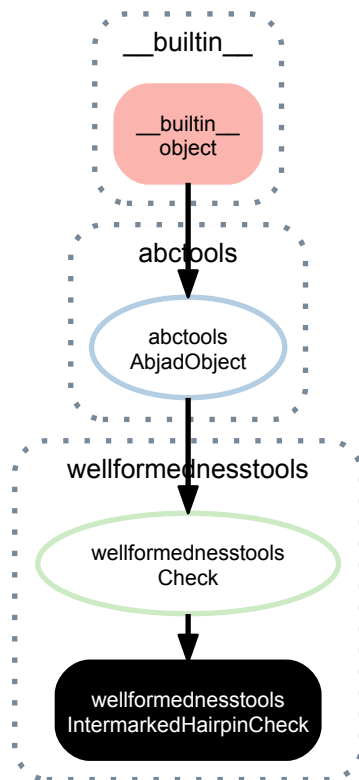 __builtin__
__builtin__
object
abctools
abctools
AbjadObject
wellformednesstools
wellformednesstools
Check
wellformednesstools
IntermarkedHairpinCheck